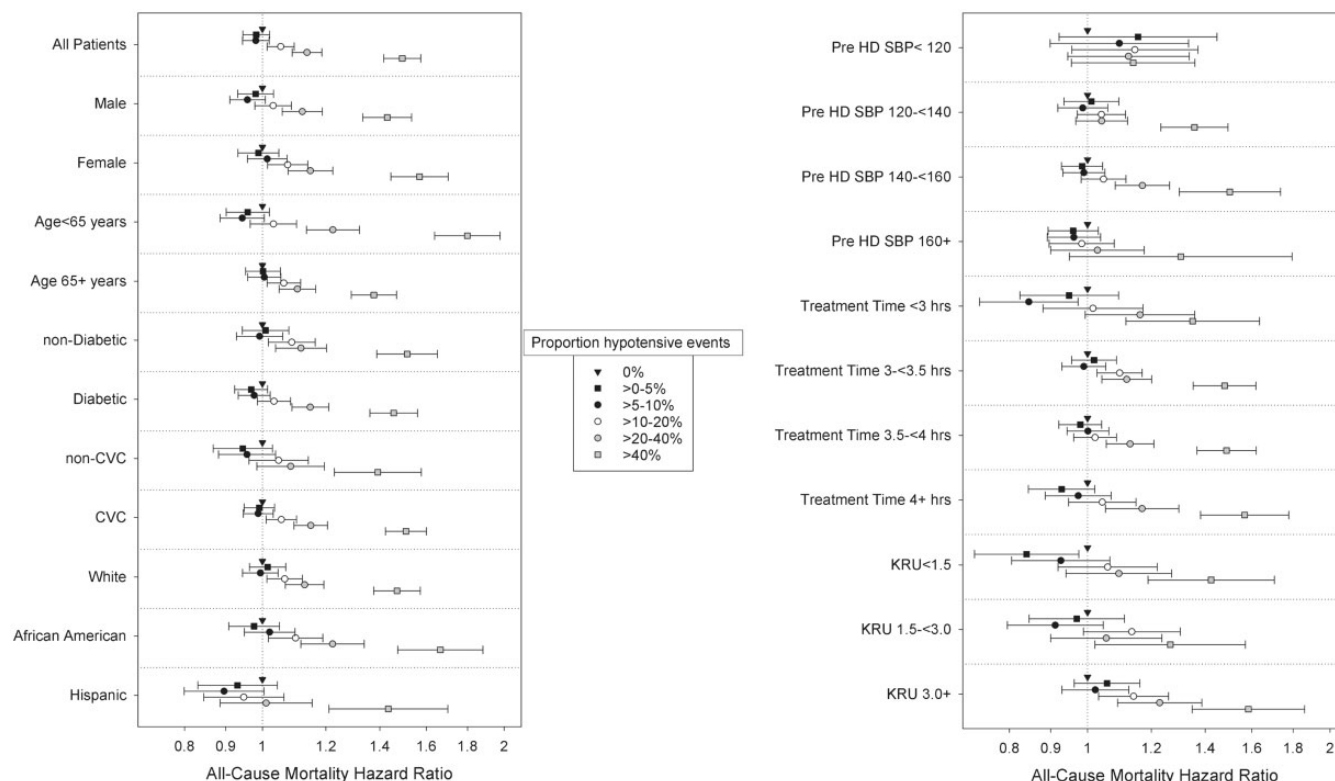 All Patients
Male
Female
Age<65 years
Age 65+ years
non-Diabetic
Diabetic
non-CVC
CVC
White
African American
Hispanic
0.8 0.9 1 1.2 1.4 1.6 1.8 2
All-Cause Mortality Hazard Ratio
Proportion hypotensive events
0%
>0-5%
>5-10%
>10-20%
>20-40%
>40%
Pre HD SBP< 120
Pre HD SBP 120-<140
Pre HD SBP 140-<160
Pre HD SBP 160+
Treatment Time <3 hrs
Treatment Time 3-<3.5 hrs
Treatment Time 3.5-<4 hrs
Treatment Time 4+ hrs
KRU<1.5
KRU 1.5-<3.0
KRU 3.0+
0.8 0.9 1 1.2 1.4 1.6 1.8 2
All-Cause Mortality Hazard Ratio